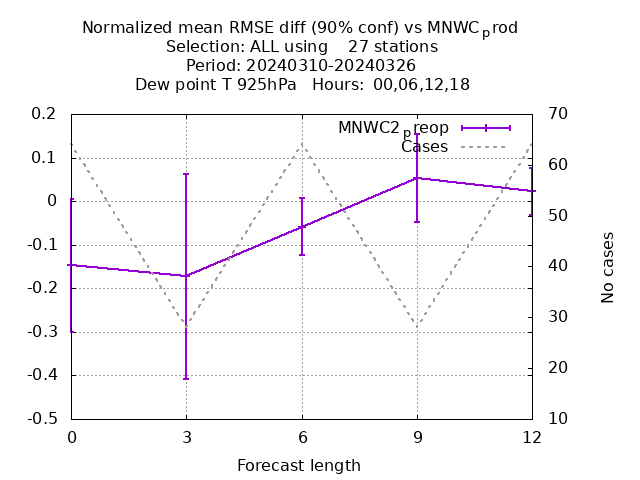 Normalized mean RMSE diff (90% conf) vs MNWCprod
Selection: ALL using    27 stations
Period: 20240310-20240326
Dew point T 925hPa   Hours: 00,06,12,18
MNWC2preop
Cases
0.2
0.1
0
-0.1
-0.2
-0.3
-0.4
-0.5
70
60
50
40
30
20
10
No cases
0 3 6 9 12
Forecast length